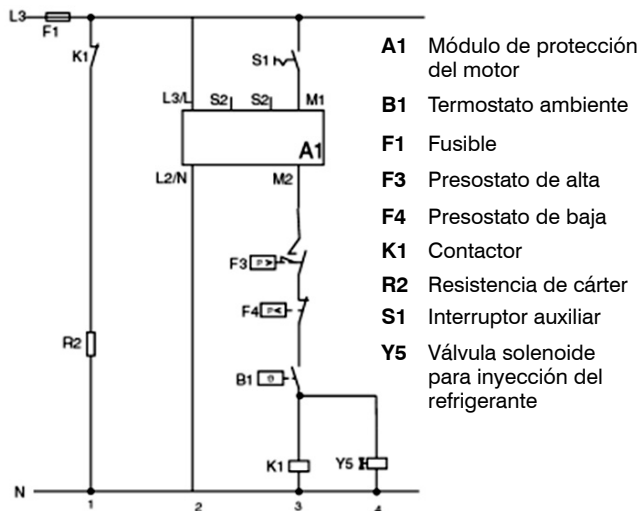 L3
F1
K1
S1
L3/L S2 S2 M1
A1
L2/N M2
F3
F4
R2
B1
K1 Y5
N
1 2 3 4
A1 Módulo de protección
del motor
B1 Termostato ambiente
F1 Fusible
F3 Presostato de alta
F4 Presostato de baja
K1 Contactor
R2 Resistencia de cárter
S1 Interruptor auxiliar
Y5 Válvula solenoide
para inyección del
refrigerante